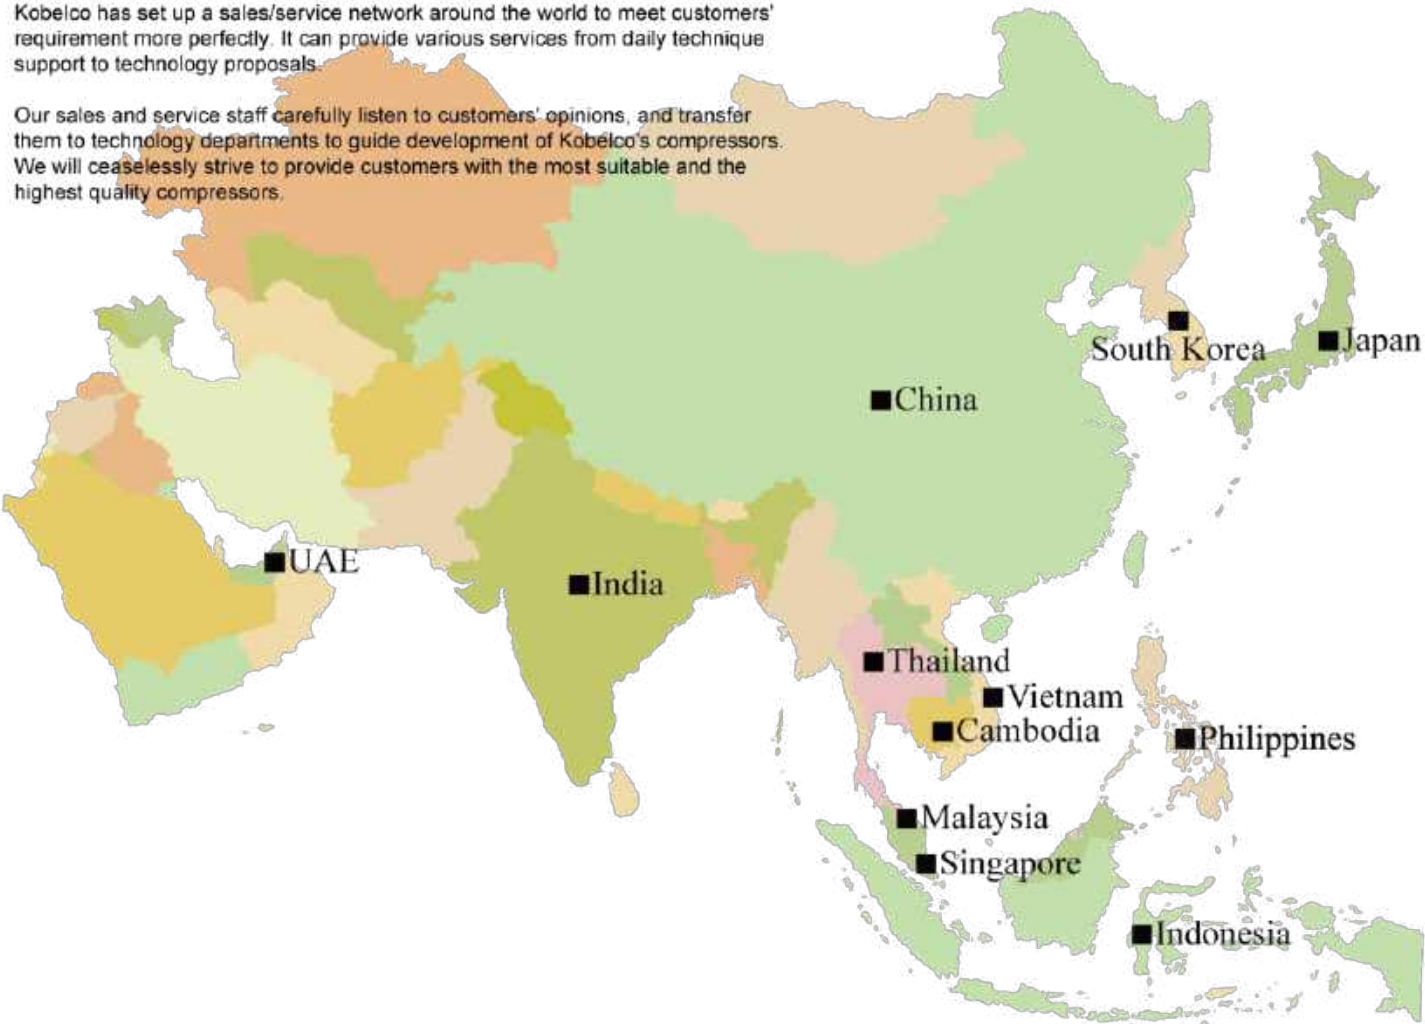 Kobelco has set up a sales/service network around the world to meet customers'
requirement more perfectly. It can provide various services from daily technique
support to technology proposals.
Our sales and service staff carefully listen to customers' opinions, and transfer
them to technology departments to guide development of Kobelco's compressors.
We will ceaselessly strive to provide customers with the most suitable and the
highest quality compressors.
South Korea
Japan
China
UAE
India
Thailand
Vietnam
Cambodia
Philippines
Malaysia
Singapore
Indonesia